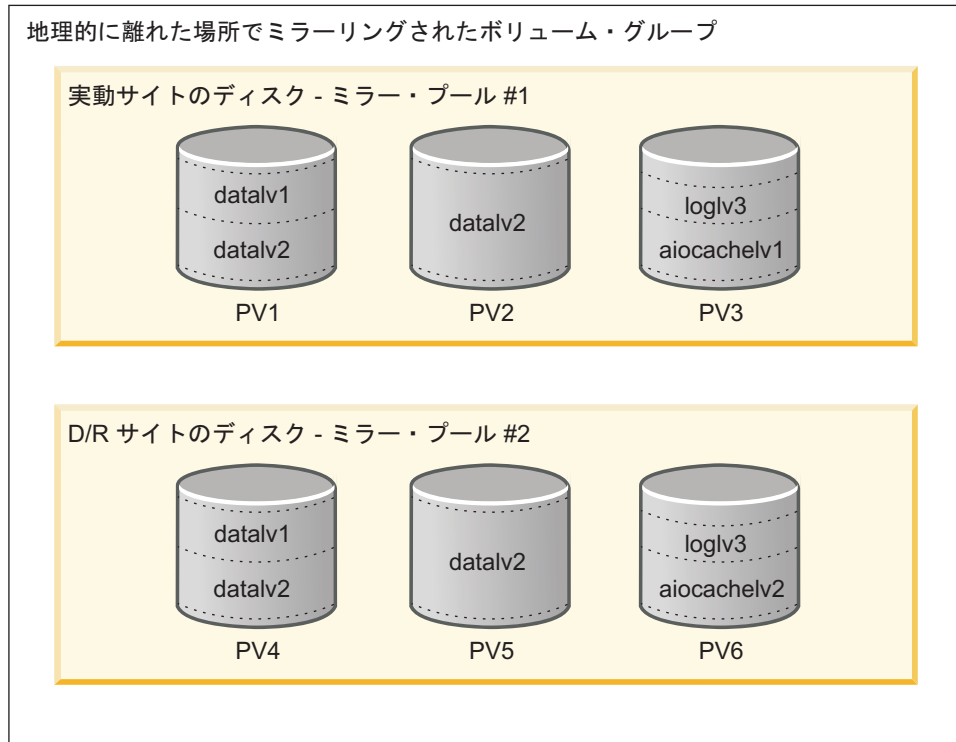 地理的に離れた場所でミラーリングされたボリューム・グループ
実動サイトのディスク - ミラー・プール #1
datalv1
datalv2
PV1
datalv2
PV2
loglv3
aiocachelv1
PV3
D/R サイトのディスク - ミラー・プール #2
datalv1
datalv2
PV4
datalv2
PV5
loglv3
aiocachelv2
PV6